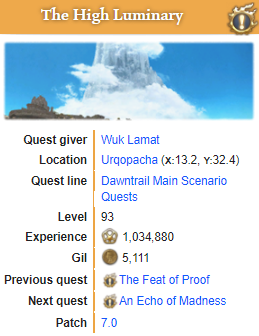 The High Luminary
Quest giver Wuk Lamat
Location Urqopacha (X:13.2, Y:32.4)
Quest line Dawntrail Main Scenario
Quests
Level 93
Experience 1,034,880
Gil 5,111
Previous quest The Feat of Proof
Next quest An Echo of Madness
Patch 7.0